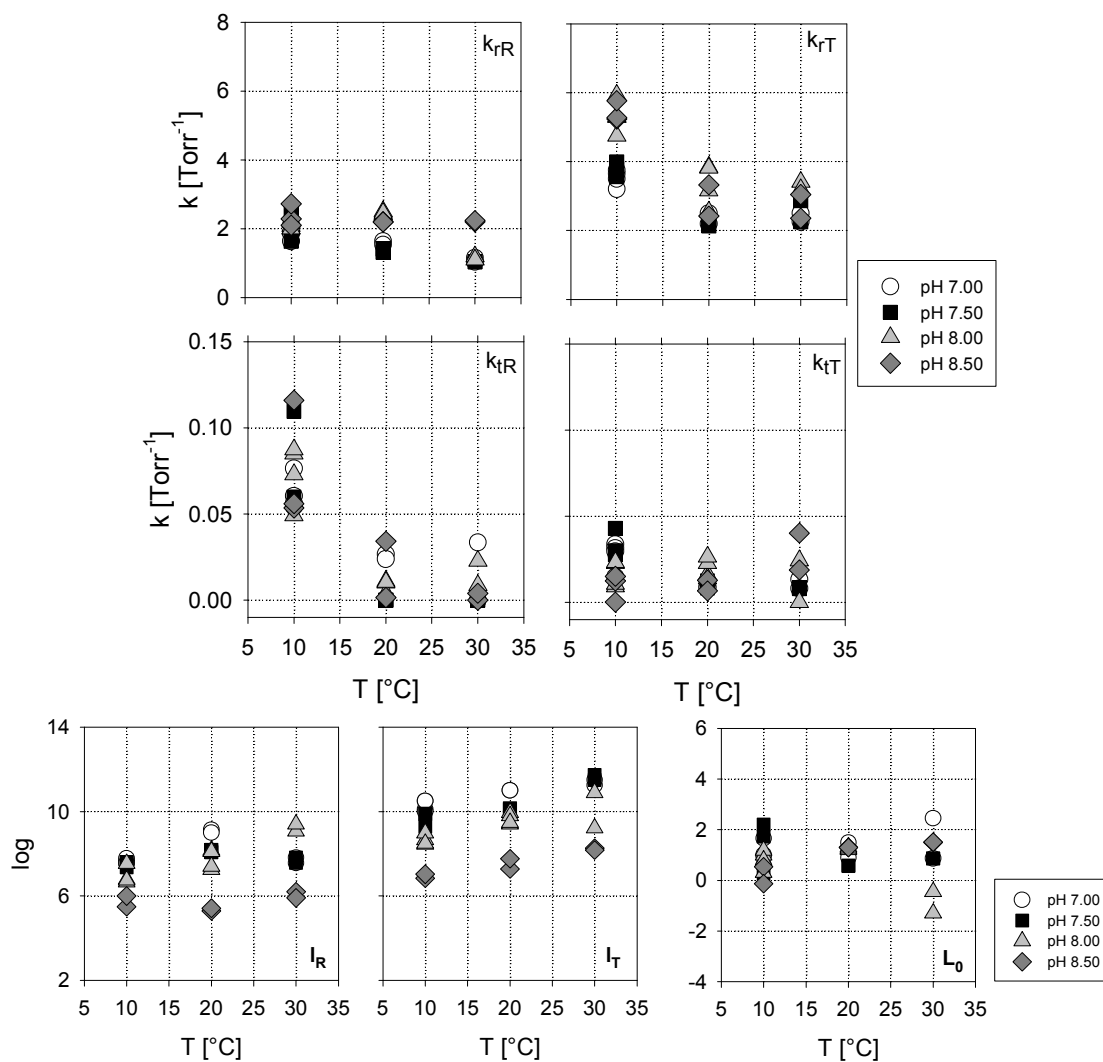 8
6
4
2
0
k [Torr⁻¹]
k_rR
k_rT
pH 7.00
pH 7.50
pH 8.00
pH 8.50
0.15
0.10
0.05
0.00
k [Torr⁻¹]
k_tR
k_tT
5 10 15 20 25 30 35
5 10 15 20 25 30 35
T [°C]
T [°C]
14
10
6
2
log
l_R
l_T
6
4
2
0
-2
-4
L_0
pH 7.00
pH 7.50
pH 8.00
pH 8.50
5 10 15 20 25 30 35
5 10 15 20 25 30 35
5 10 15 20 25 30 35
T [°C]
T [°C]
T [°C]